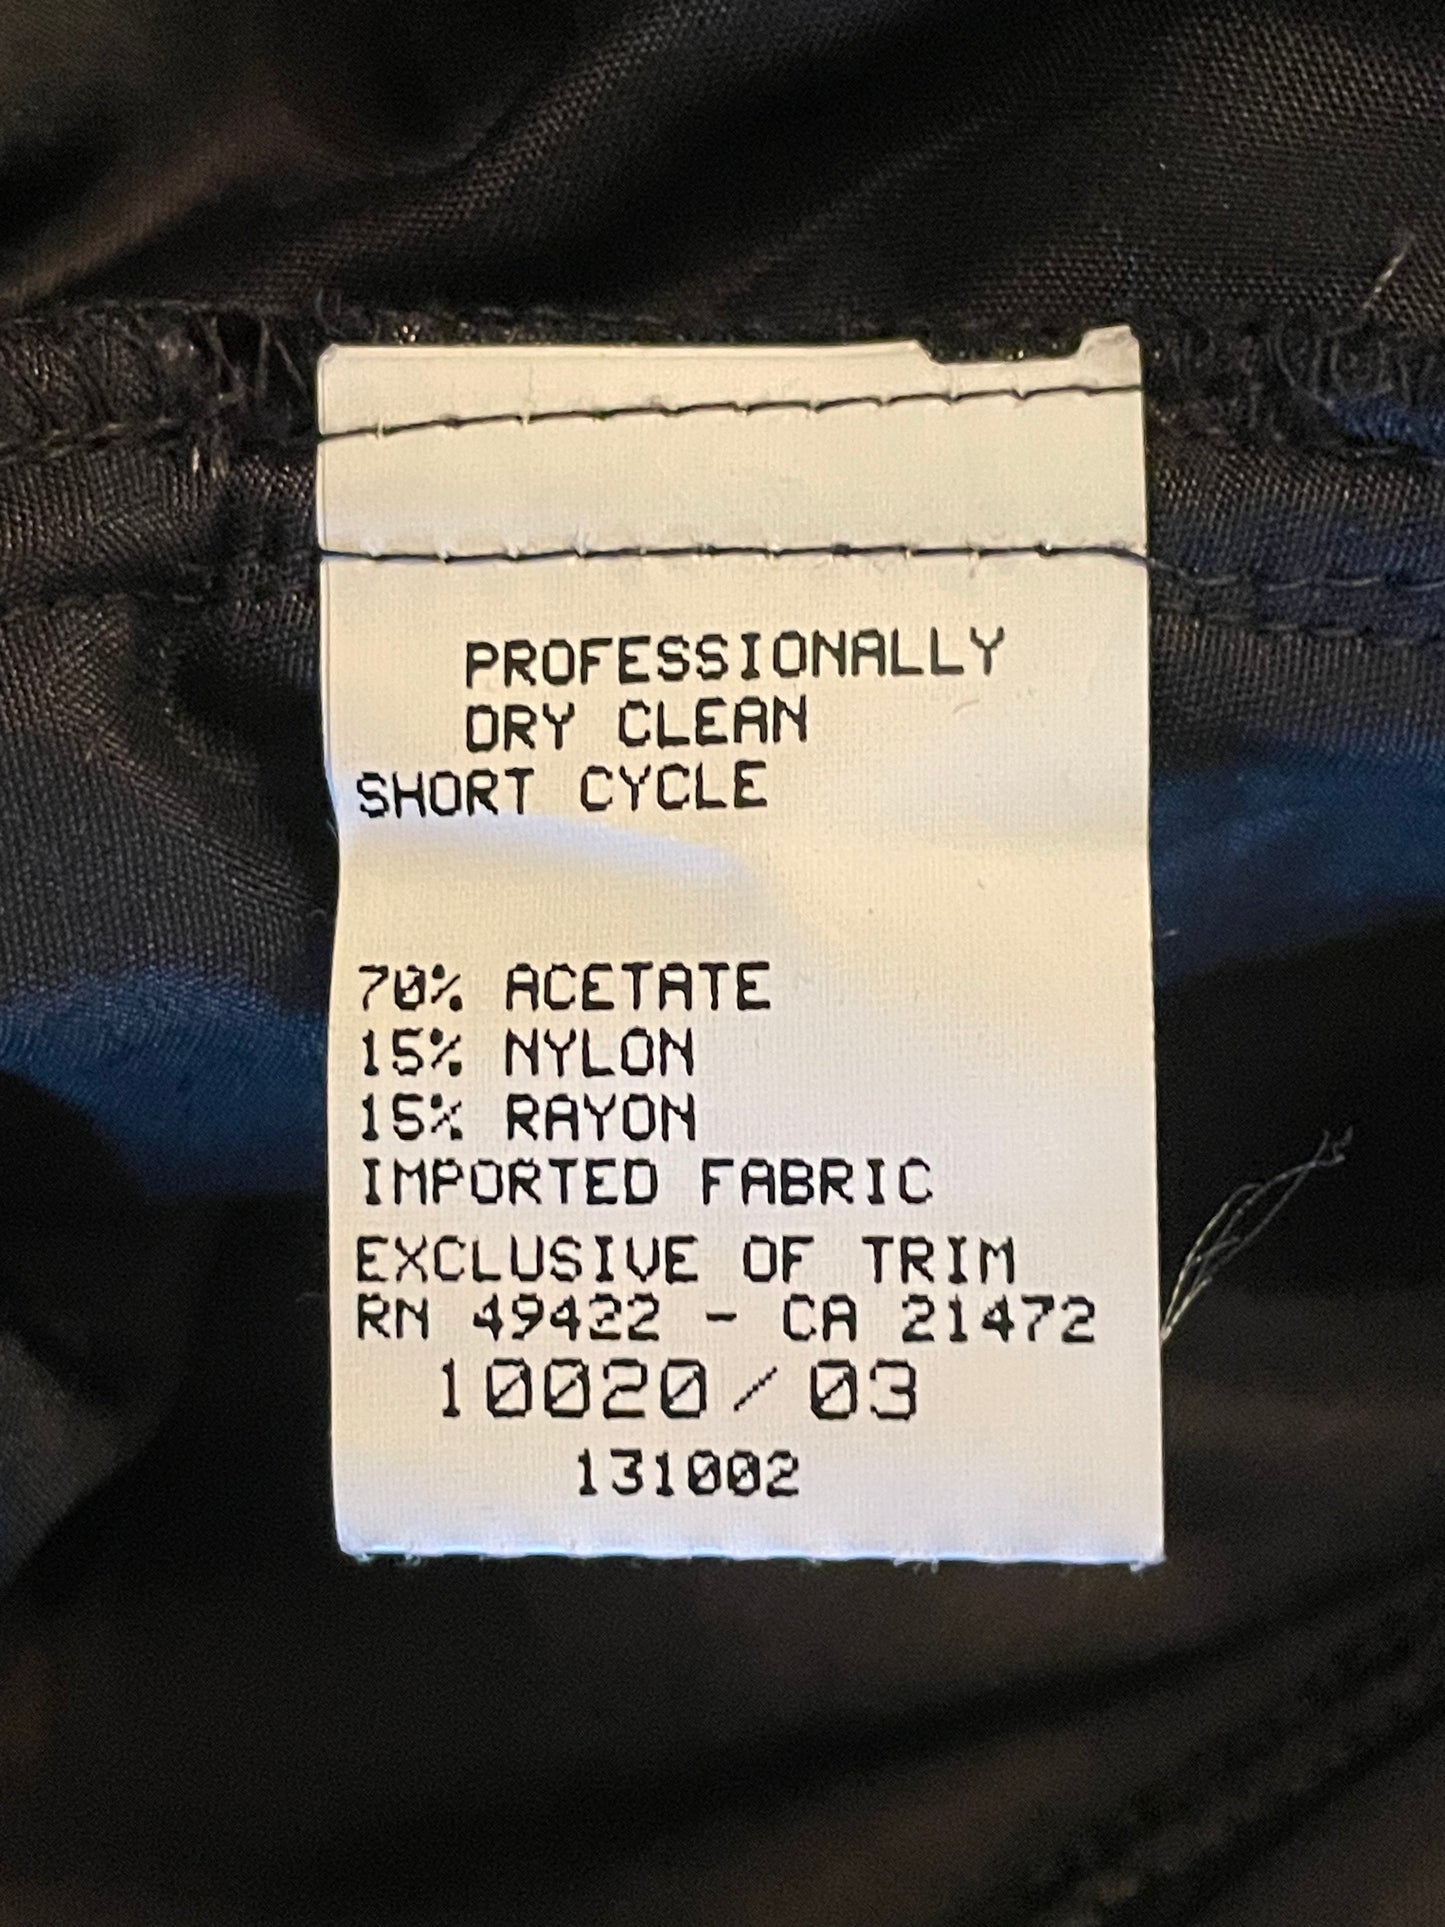 PROFESSIONALLY
DRY CLEAN
SHORT CYCLE
70% ACETATE
15% NYLON
15% RAYON
IMPORTED FABRIC
EXCLUSIVE OF TRIM
RN 49422 - CA 21472
10020/03
131002